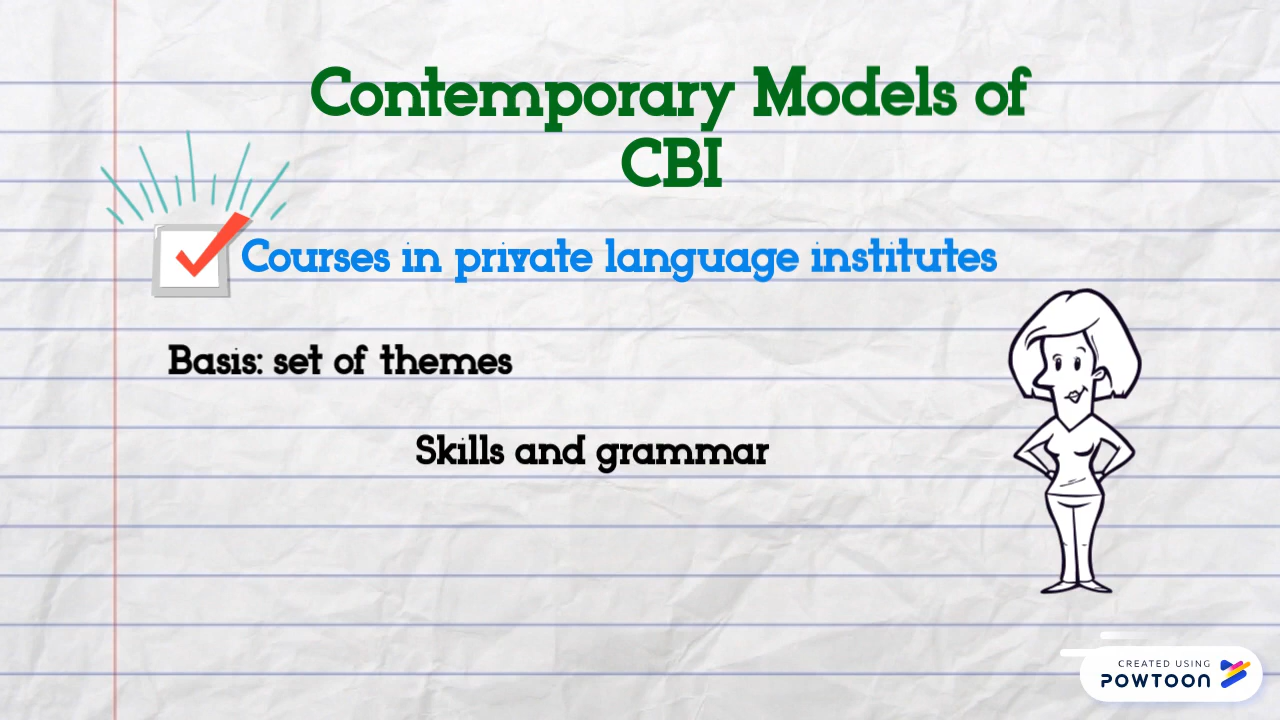 Contemporary Models of
CBI
Courses in private language institutes
Basis: set of themes
Skills and grammar
CREATED USING
POWTOON